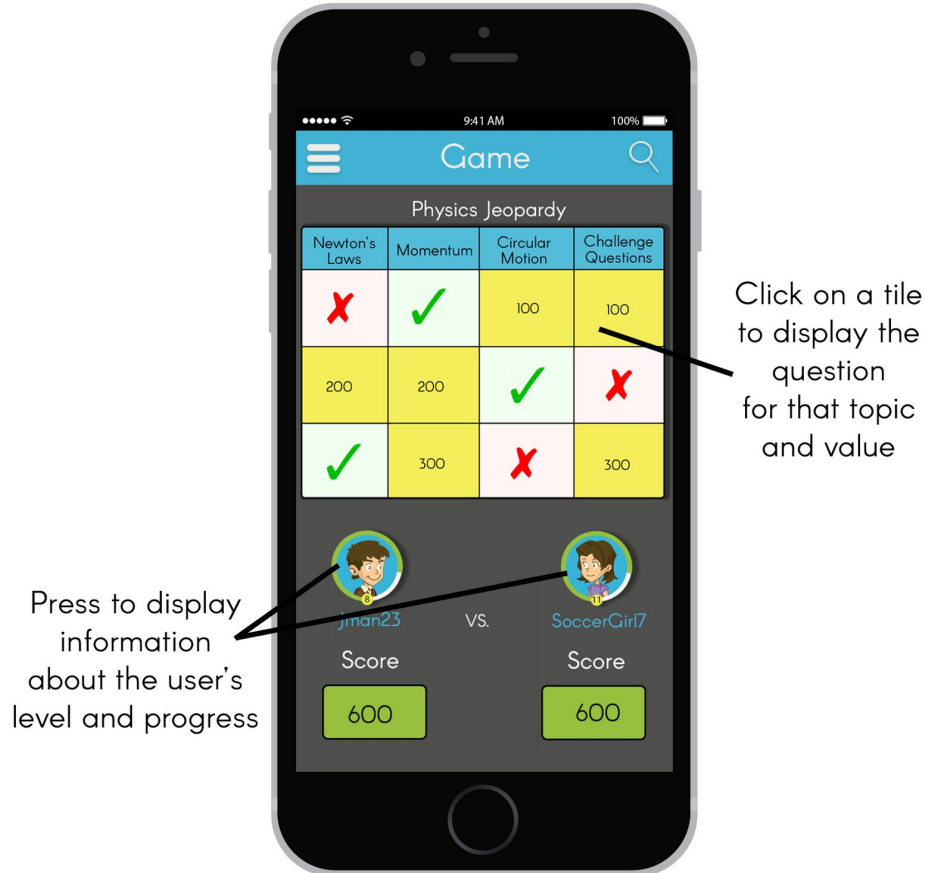 9:41 AM 100%
Game
Physics Jeopardy
Newton's
Laws
Momentum
Circular
Motion
Challenge
Questions
100 100
200 200
300 300
Click on a tile
to display the
question
for that topic
and value
Press to display
information
about the user's
level and progress
8 11
jman23 VS. SoccerGirl7
Score Score
600 600